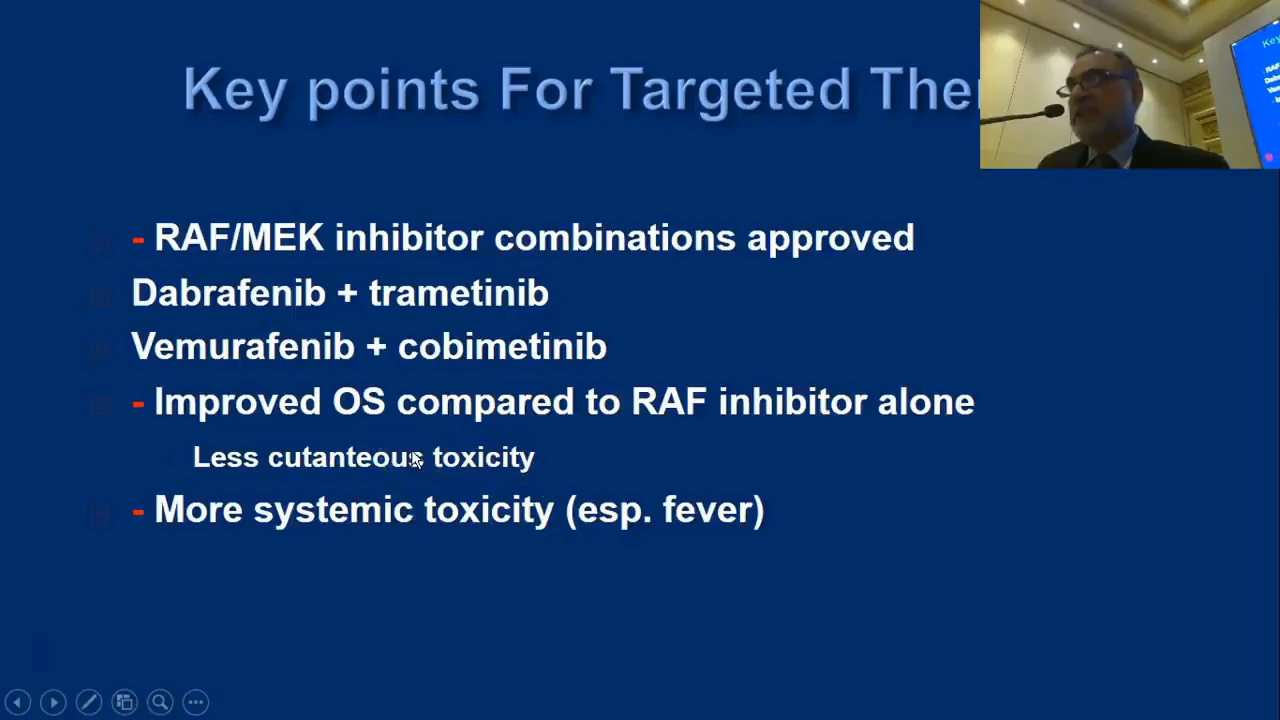 Key points For Targeted
- RAF/MEK inhibitor combinations approved
Dabrafenib + trametinib
Vemurafenib + cobimetinib
- Improved OS compared to RAF inhibitor alone
Less cutanteous toxicity
- More systemic toxicity (esp. fever)